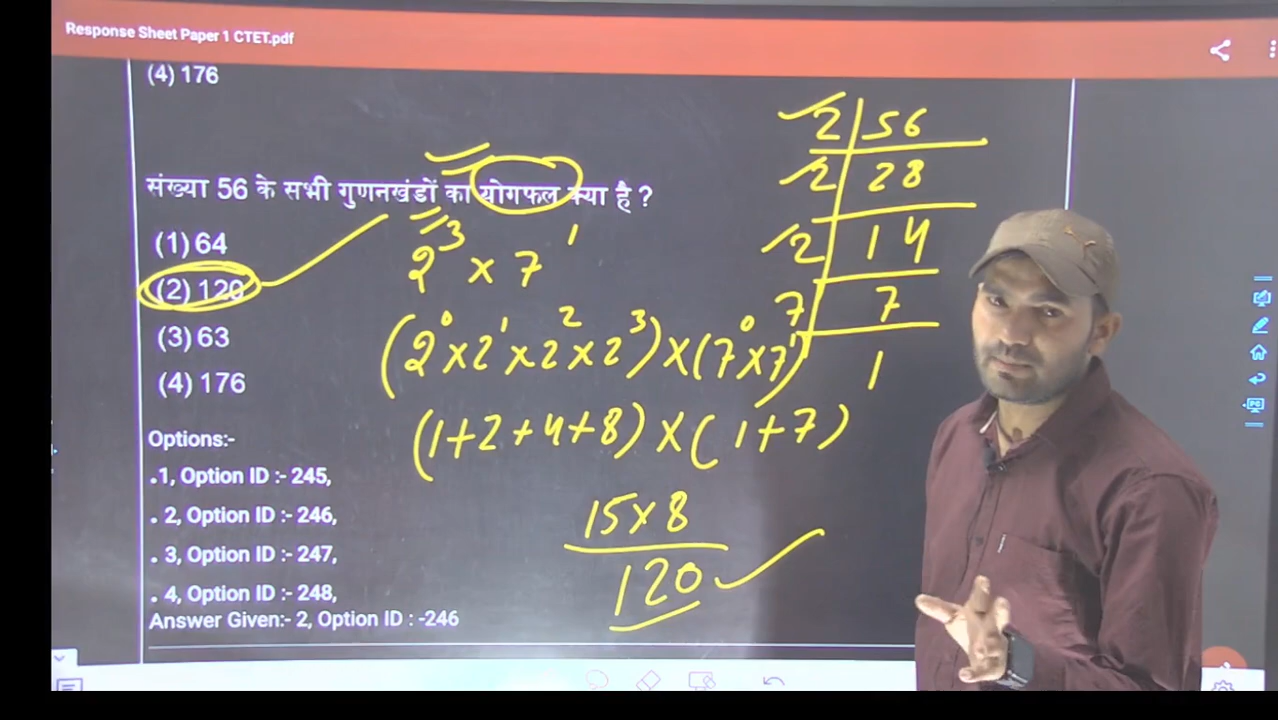 Response Sheet Paper 1 CTET.pdf
(4) 176
संख्या 56 के सभी गुणनखंडों का योगफल क्या है ?
(1) 64
(2) 120
(3) 63
(4) 176
Options:-
.1, Option ID :- 245,
. 2, Option ID :- 246,
. 3, Option ID :- 247,
. 4, Option ID :- 248,
Answer Given:- 2, Option ID : -246
2³ × 7¹
(2⁰×2¹×2²×2³)×(7⁰×7¹)
(1+2+4+8)×(1+7)
15×8
120
2 | 56
2 | 28
2 | 14
7 | 7
1